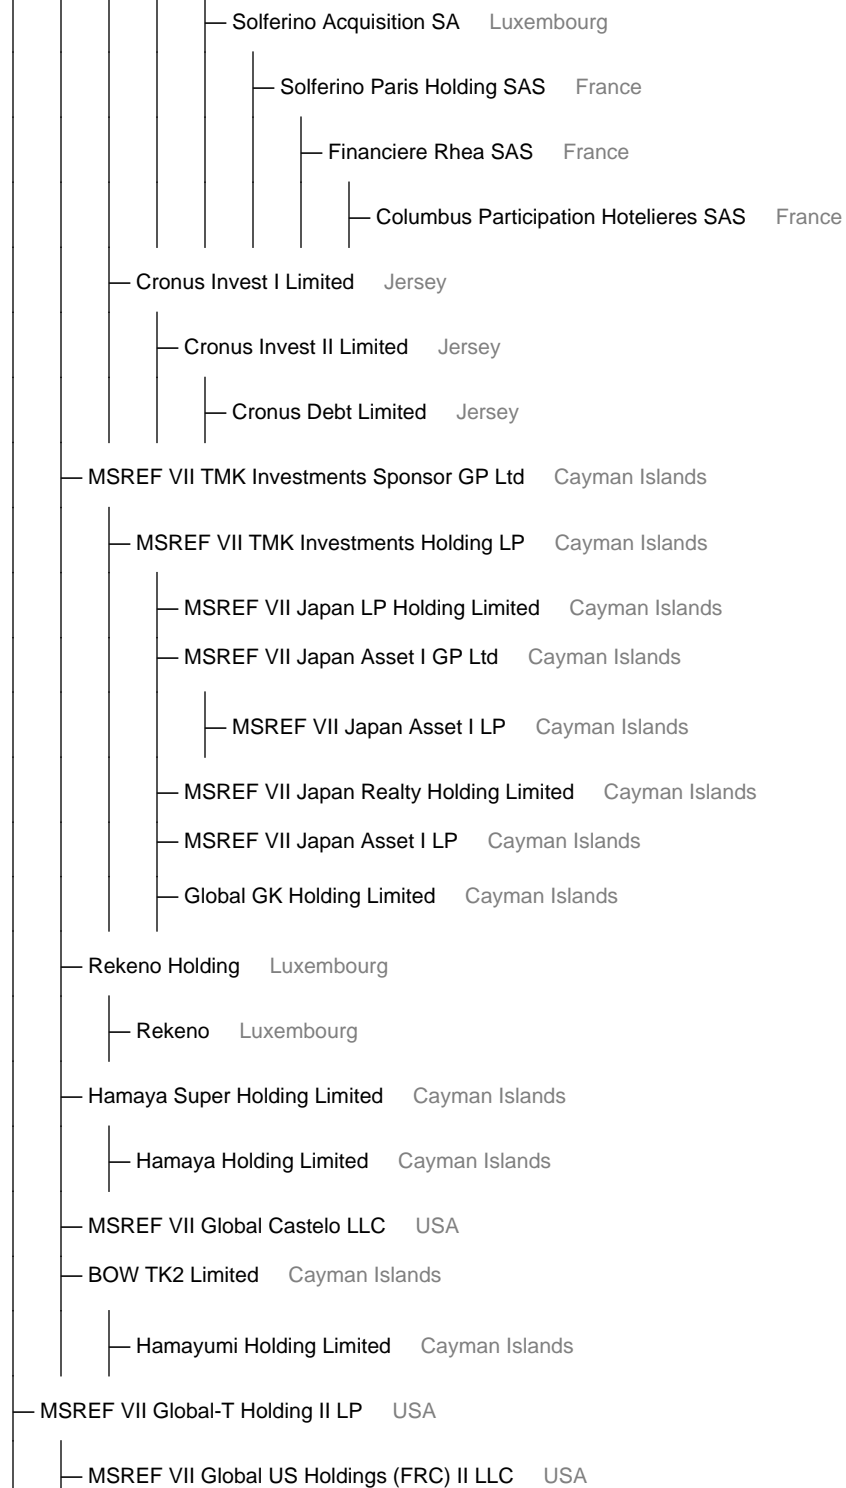 Solferino Acquisition SA Luxembourg
Solferino Paris Holding SAS France
Financiere Rhea SAS France
Columbus Participation Hotelieres SAS France
Cronus Invest I Limited Jersey
Cronus Invest II Limited Jersey
Cronus Debt Limited Jersey
MSREF VII TMK Investments Sponsor GP Ltd Cayman Islands
MSREF VII TMK Investments Holding LP Cayman Islands
MSREF VII Japan LP Holding Limited Cayman Islands
MSREF VII Japan Asset I GP Ltd Cayman Islands
MSREF VII Japan Asset I LP Cayman Islands
MSREF VII Japan Realty Holding Limited Cayman Islands
MSREF VII Japan Asset I LP Cayman Islands
Global GK Holding Limited Cayman Islands
Rekeno Holding Luxembourg
Rekeno Luxembourg
Hamaya Super Holding Limited Cayman Islands
Hamaya Holding Limited Cayman Islands
MSREF VII Global Castelo LLC USA
BOW TK2 Limited Cayman Islands
Hamayumi Holding Limited Cayman Islands
MSREF VII Global-T Holding II LP USA
MSREF VII Global US Holdings (FRC) II LLC USA